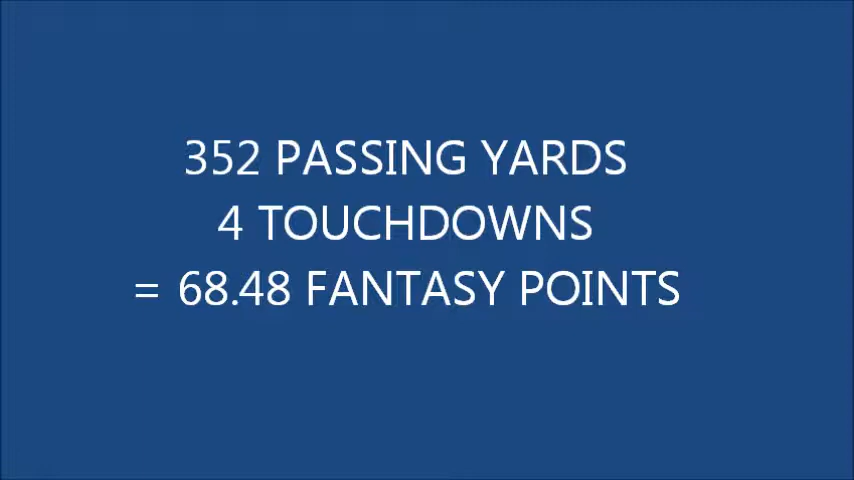 352 PASSING YARDS
4 TOUCHDOWNS
= 68.48 FANTASY POINTS